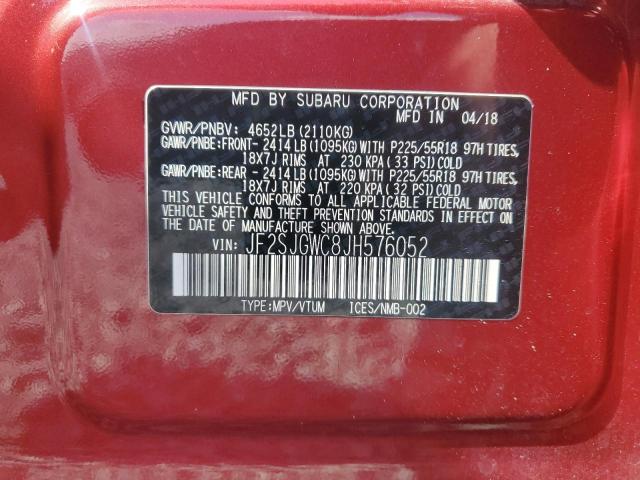 MFD BY SUBARU CORPORATION
MFD IN 04/18
GVWR/PNBV: 4652LB(2110KG)
GAWR/PNBE:FRONT- 2414LB(1095KG)WITH P225/55R18 97H TIRES,
18X7J RIMS AT 230 KPA(33 PSI)COLD
GAWR/PNBE:REAR - 2414LB(1095KG)WITH P225/55R18 97H TIRES,
18X7J RIMS AT 220 KPA(32 PSI)COLD
THIS VEHICLE CONFORMS TO ALL APPLICABLE FEDERAL MOTOR
VEHICLE SAFETY AND THEFT PREVENTION STANDARDS IN EFFECT ON
THE DATE OF MANUFACTURE SHOWN ABOVE.
VIN: JF2SJGWC8JH576052
TYPE:MPV/VTUM ICES/NMB-002